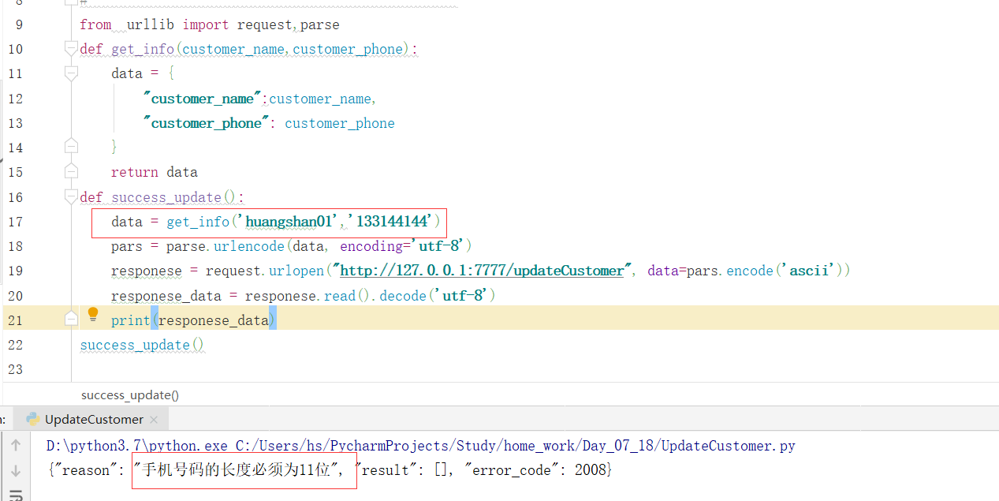 8 #
9 from urllib import request,parse
10 def get_info(customer_name,customer_phone):
11 data = {
12 "customer_name":customer_name,
13 "customer_phone": customer_phone
14 }
15 return data
16 def success_update():
17 data = get_info('huangshan01','133144144')
18 pars = parse.urlencode(data, encoding='utf-8')
19 responese = request.urlopen("http://127.0.0.1:7777/updateCustomer", data=pars.encode('ascii'))
20 responese_data = responese.read().decode('utf-8')
21 print(responese_data)
22 success_update()
23
success_update()
UpdateCustomer
D:\python3.7\python.exe C:/Users/hs/PycharmProjects/Study/home_work/Day_07_18/UpdateCustomer.py
{"reason": "手机号码的长度必须为11位", "result": [], "error_code": 2008}